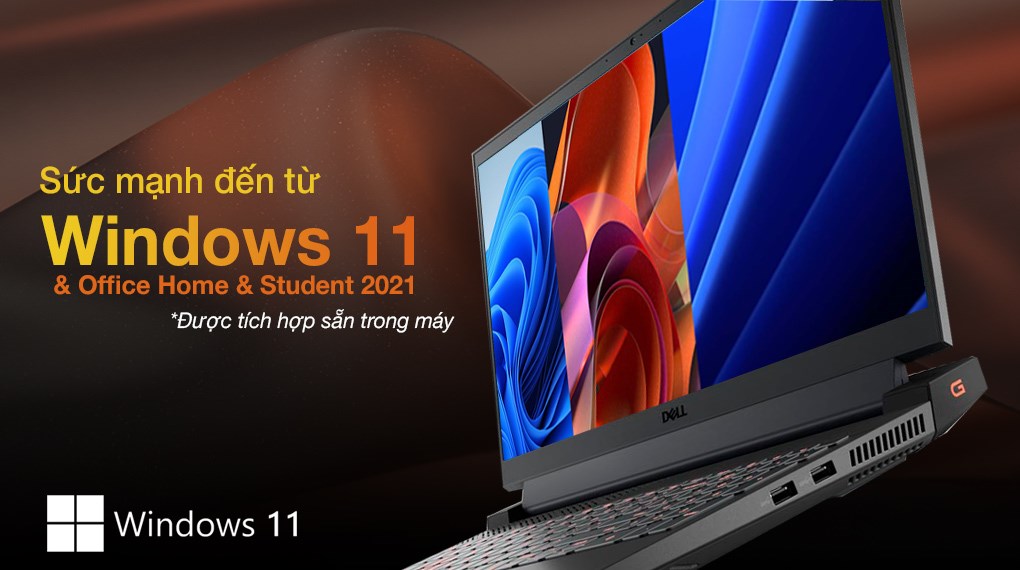 Sức mạnh đến từ
Windows 11
& Office Home & Student 2021
*Được tích hợp sẵn trong máy
DELL
G
Windows 11